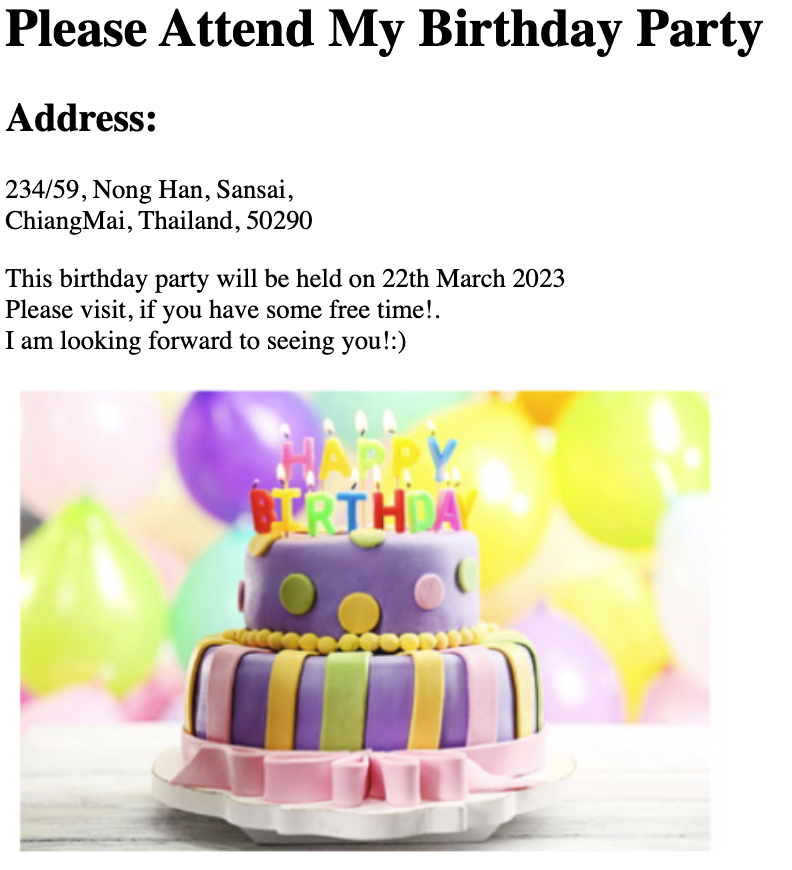 Please Attend My Birthday Party
Address:
234/59, Nong Han, Sansai,
ChiangMai, Thailand, 50290
This birthday party will be held on 22th March 2023
Please visit, if you have some free time!.
I am looking forward to seeing you!:)
HAPPY
BIRTHDAY